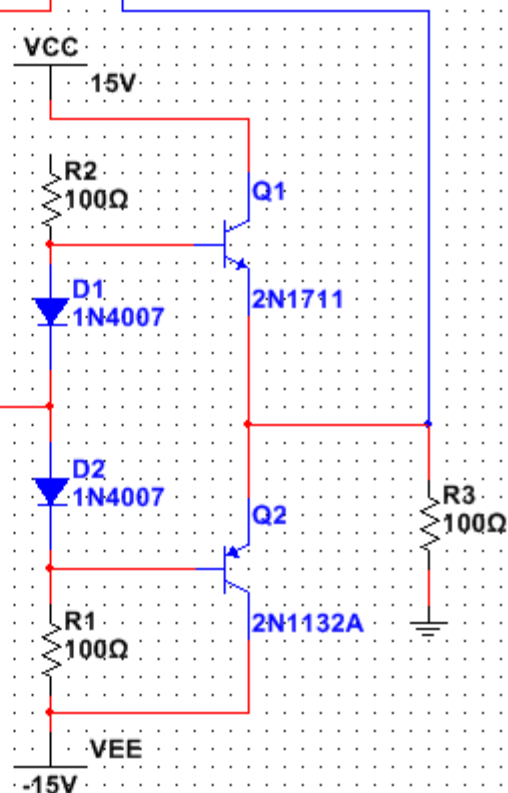 VCC
15V
R2
100Ω
Q1
D1
1N4007
2N1711
D2
1N4007
R3
100Ω
Q2
R1
100Ω
2N1132A
VEE
-15V